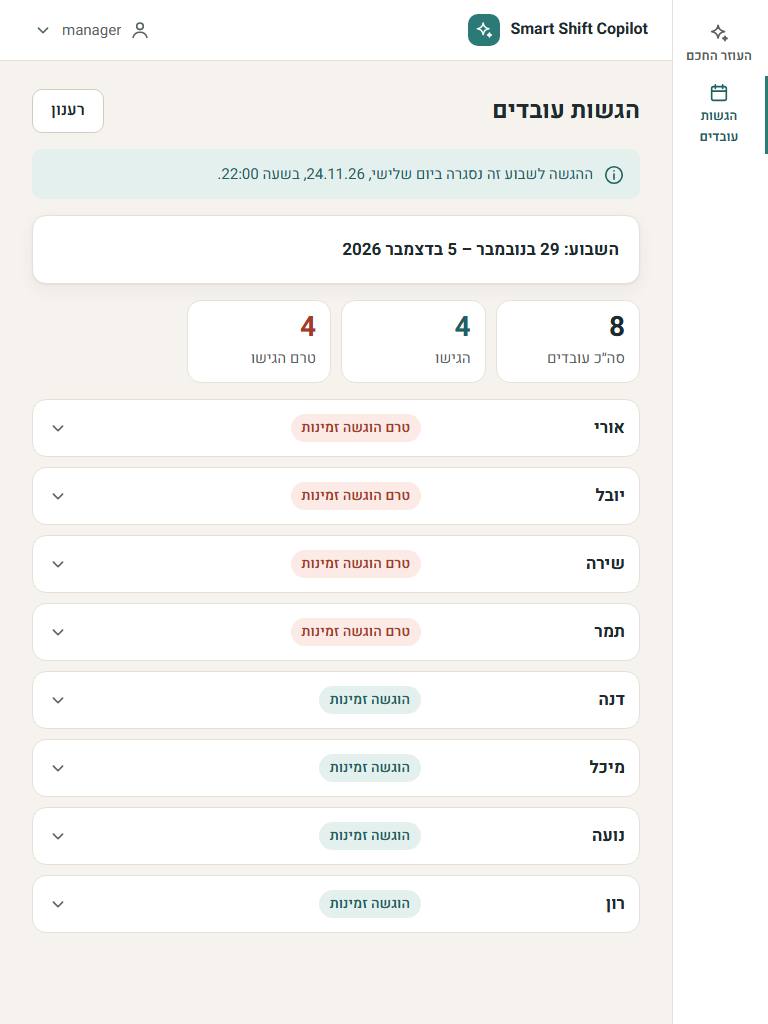 העוזר החכם
הגשות
עובדים
Smart Shift Copilot
manager
הגשות עובדים
רענון
ההגשה לשבוע זה נסגרה ביום שלישי, 24.11.26, בשעה 22:00.
השבוע: 29 בנובמבר – 5 בדצמבר 2026
8
סה"כ עובדים
4
הגישו
4
טרם הגישו
אורי
טרם הוגשה זמינות
יובל
טרם הוגשה זמינות
שירה
טרם הוגשה זמינות
תמר
טרם הוגשה זמינות
דנה
הוגשה זמינות
מיכל
הוגשה זמינות
נועה
הוגשה זמינות
רון
הוגשה זמינות